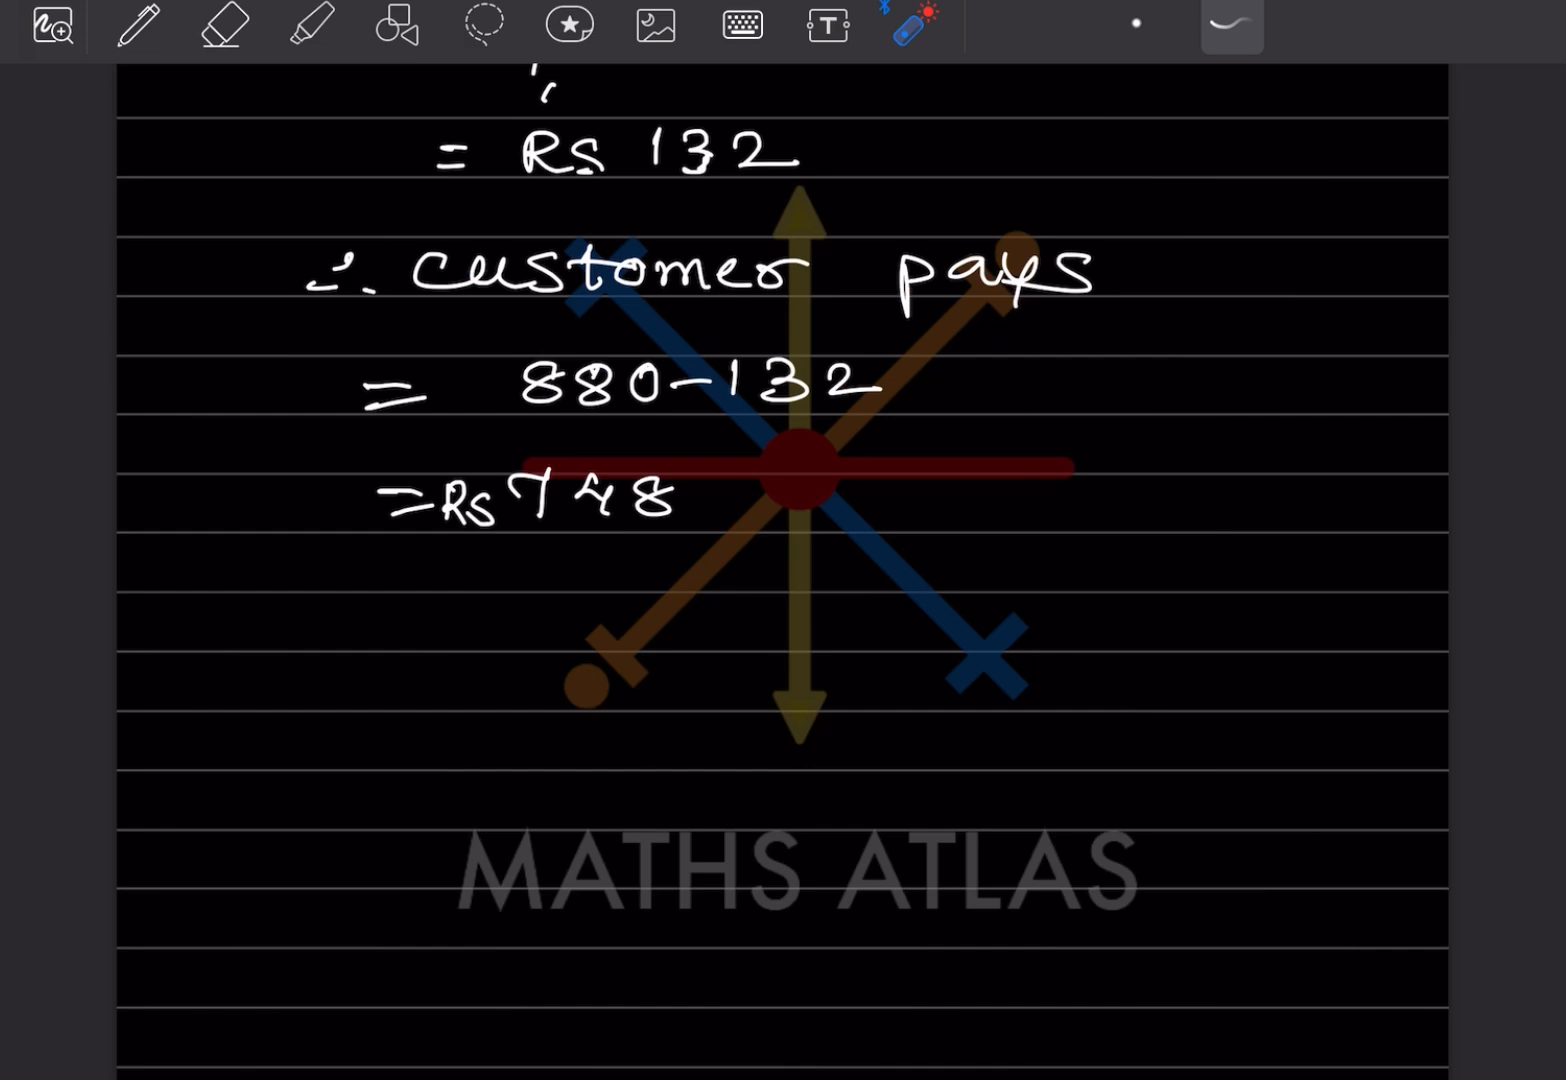 = Rs 132
∴ customer pays
= 880-132
=Rs 748
MATHS ATLAS